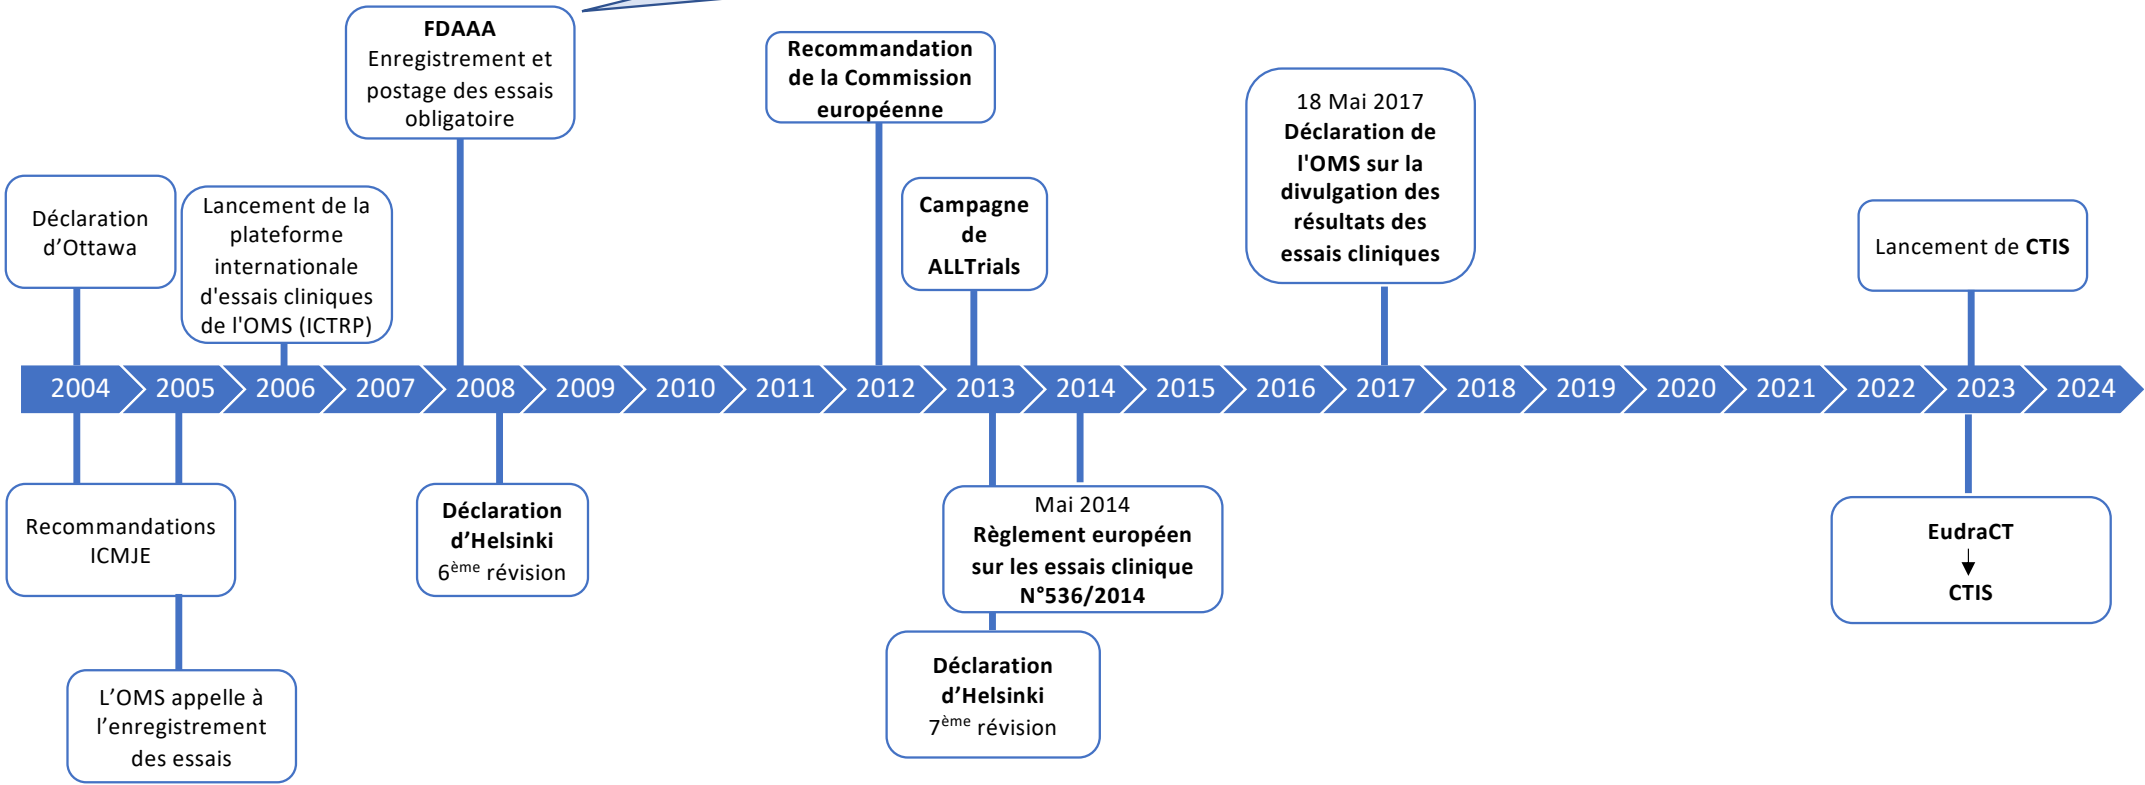 FDAAA
Enregistrement et
postage des essais
obligatoire
Recommandation
de la Commission
européenne
18 Mai 2017
Déclaration de
l'OMS sur la
divulgation des
résultats des
essais cliniques
Déclaration
d’Ottawa
Lancement de la
plateforme
internationale
d'essais cliniques
de l'OMS (ICTRP)
Campagne
de
ALLTrials
Lancement de CTIS
2004 2005 2006 2007 2008 2009 2010 2011 2012 2013 2014 2015 2016 2017 2018 2019 2020 2021 2022 2023 2024
Recommandations
ICMJE
Déclaration
d’Helsinki
6ème révision
Mai 2014
Règlement européen
sur les essais clinique
N°536/2014
EudraCT
CTIS
L’OMS appelle à
l’enregistrement
des essais
Déclaration
d’Helsinki
7ème révision